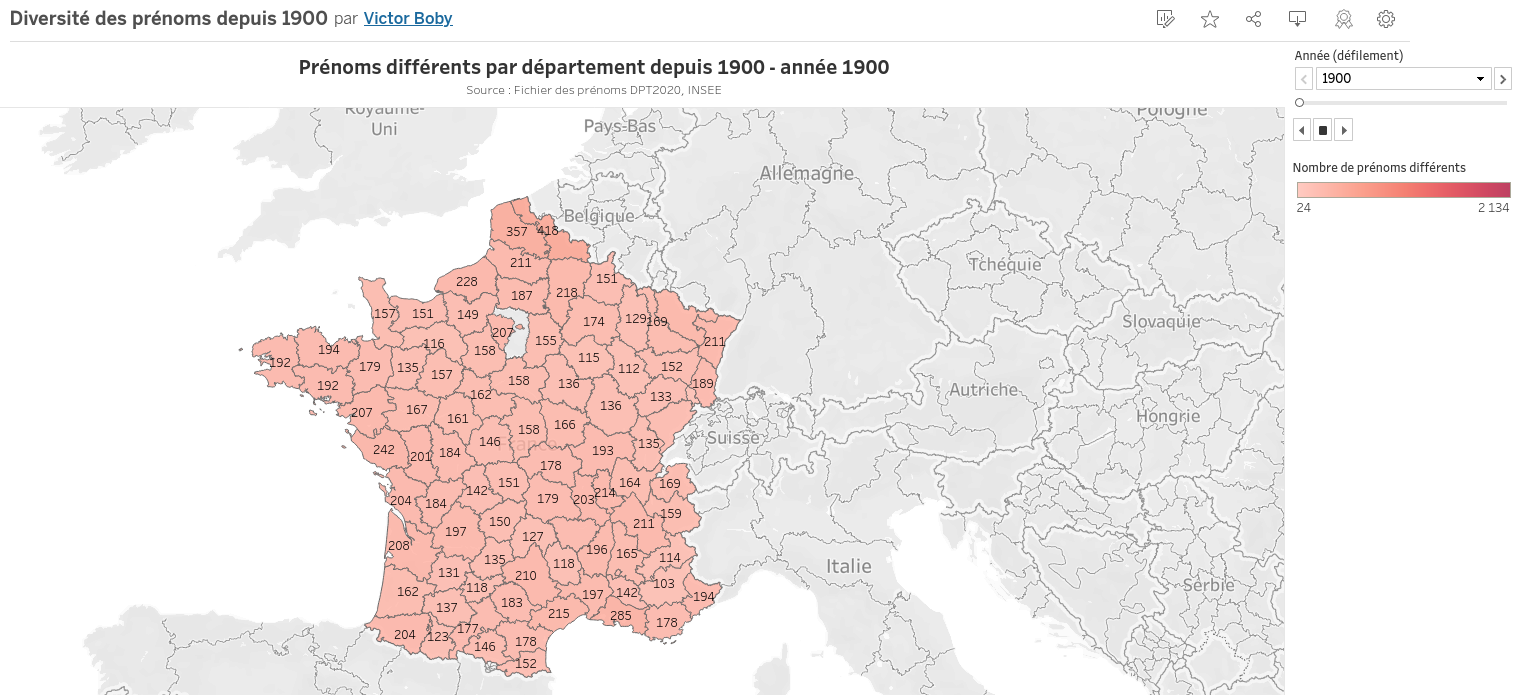 Diversité des prénoms depuis 1900 par Victor Boby
Prénoms différents par département depuis 1900 - année 1900
Source : Fichier des prénoms DPT2020, INSEE
Année (défilement)
1900
Nombre de prénoms différents
24 2 134
Royaume-
Uni
Pays-Bas
Pologne
Allemagne
Belgique
Tchéquie
Slovaquie
Autriche
Hongrie
Suisse
France
Italie
Serbie
357 418
211
228 151
187 218
157 151 149 174 129 169
207
116 155 211
194 158 115
192 179 135 157 112 152
192 158 136 189
162 133
207 167 161 136
158 166
242 146 193 135
201 184
178
151 164 169
142 179 203 214
204 184
150 211 159
197 127
208 196 165 114
135 118
131 210 103
162 118 197 142 194
137 183
215 285 178
204 123 177
146 178
152